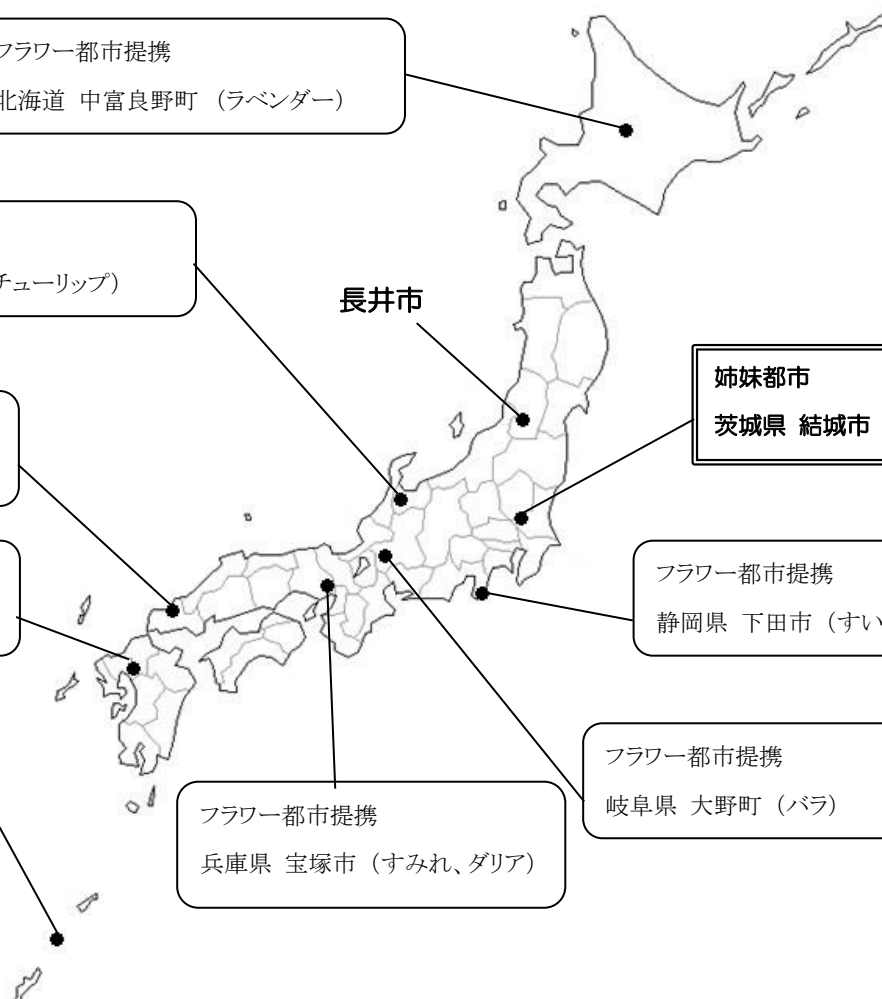 フラワー都市提携
北海道 中富良野町 (ラベンダー)
チューリップ)
長井市
姉妹都市
茨城県 結城市
フラワー都市提携
静岡県 下田市 (すい
フラワー都市提携
岐阜県 大野町 (バラ)
フラワー都市提携
兵庫県 宝塚市 (すみれ、ダリア)